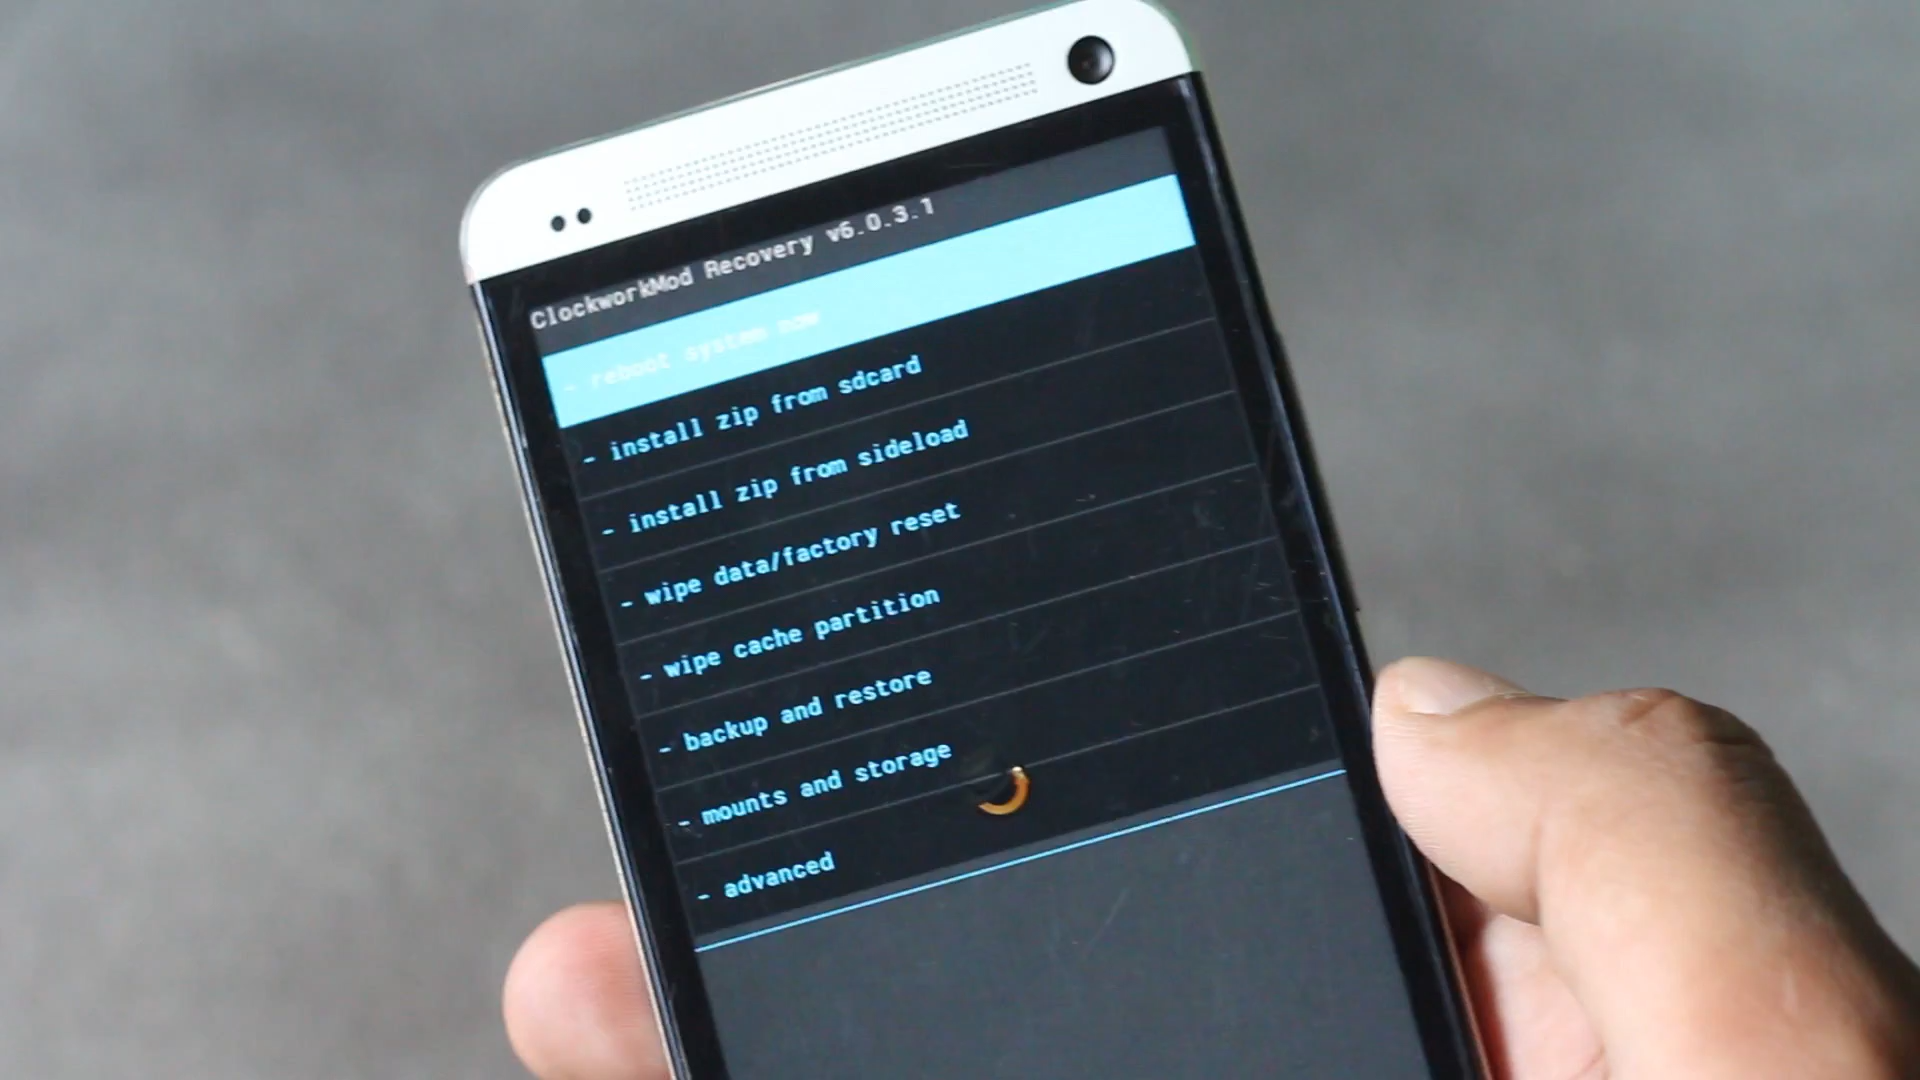 ClockworkMod Recovery v6.0.3.1
- reboot system now
- install zip from sdcard
- install zip from sideload
- wipe data/factory reset
- wipe cache partition
- backup and restore
- mounts and storage
- advanced